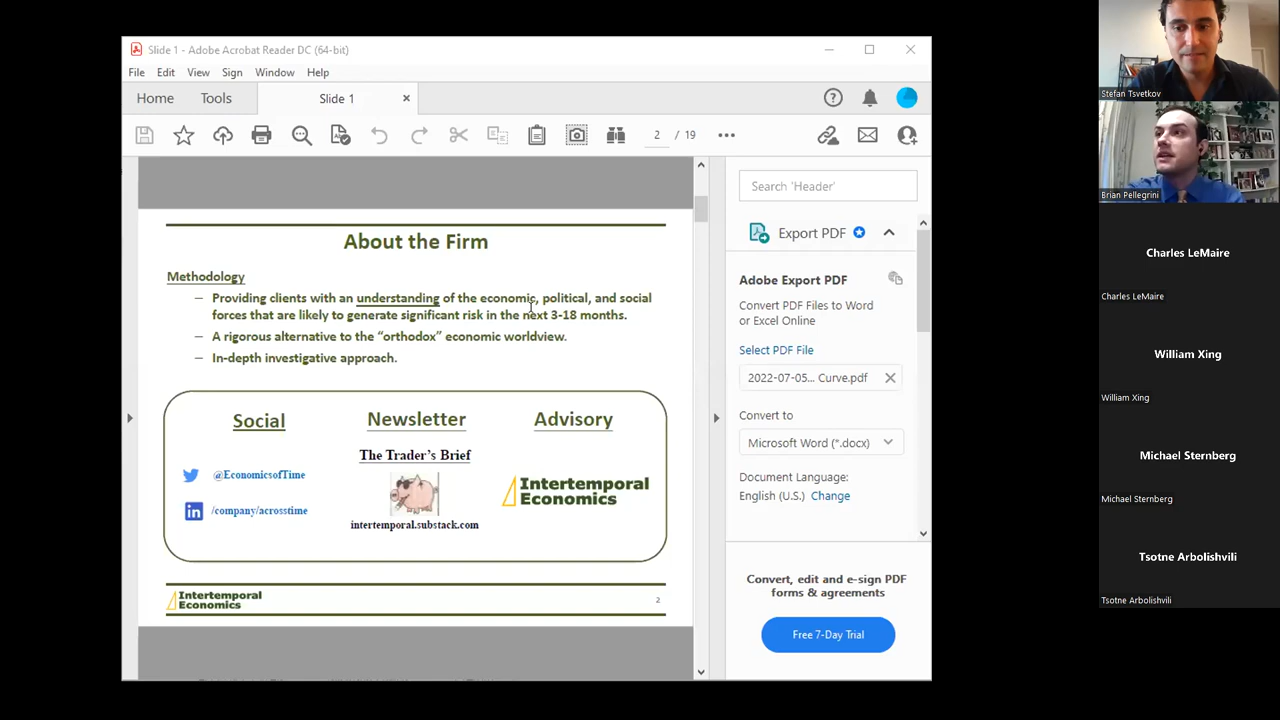 Slide 1 - Adobe Acrobat Reader DC (64-bit)
File Edit View Sign Window Help
Home Tools Slide 1
2 / 19
About the Firm
Methodology
– Providing clients with an understanding of the economic, political, and social
forces that are likely to generate significant risk in the next 3-18 months.
– A rigorous alternative to the “orthodox” economic worldview.
– In-depth investigative approach.
Social
@EconomicsofTime
/company/acrosstime
Newsletter
The Trader’s Brief
intertemporal.substack.com
Advisory
Intertemporal
Economics
Intertemporal
Economics
2
Search 'Header'
Export PDF
Adobe Export PDF
Convert PDF Files to Word
or Excel Online
Select PDF File
2022-07-05... Curve.pdf
Convert to
Microsoft Word (*.docx)
Document Language:
English (U.S.) Change
Convert, edit and e-sign PDF
forms & agreements
Free 7-Day Trial
Stefan Tsvetkov
Brian Pellegrini
Charles LeMaire
Charles LeMaire
William Xing
William Xing
Michael Sternberg
Michael Sternberg
Tsotne Arbolishvili
Tsotne Arbolishvili